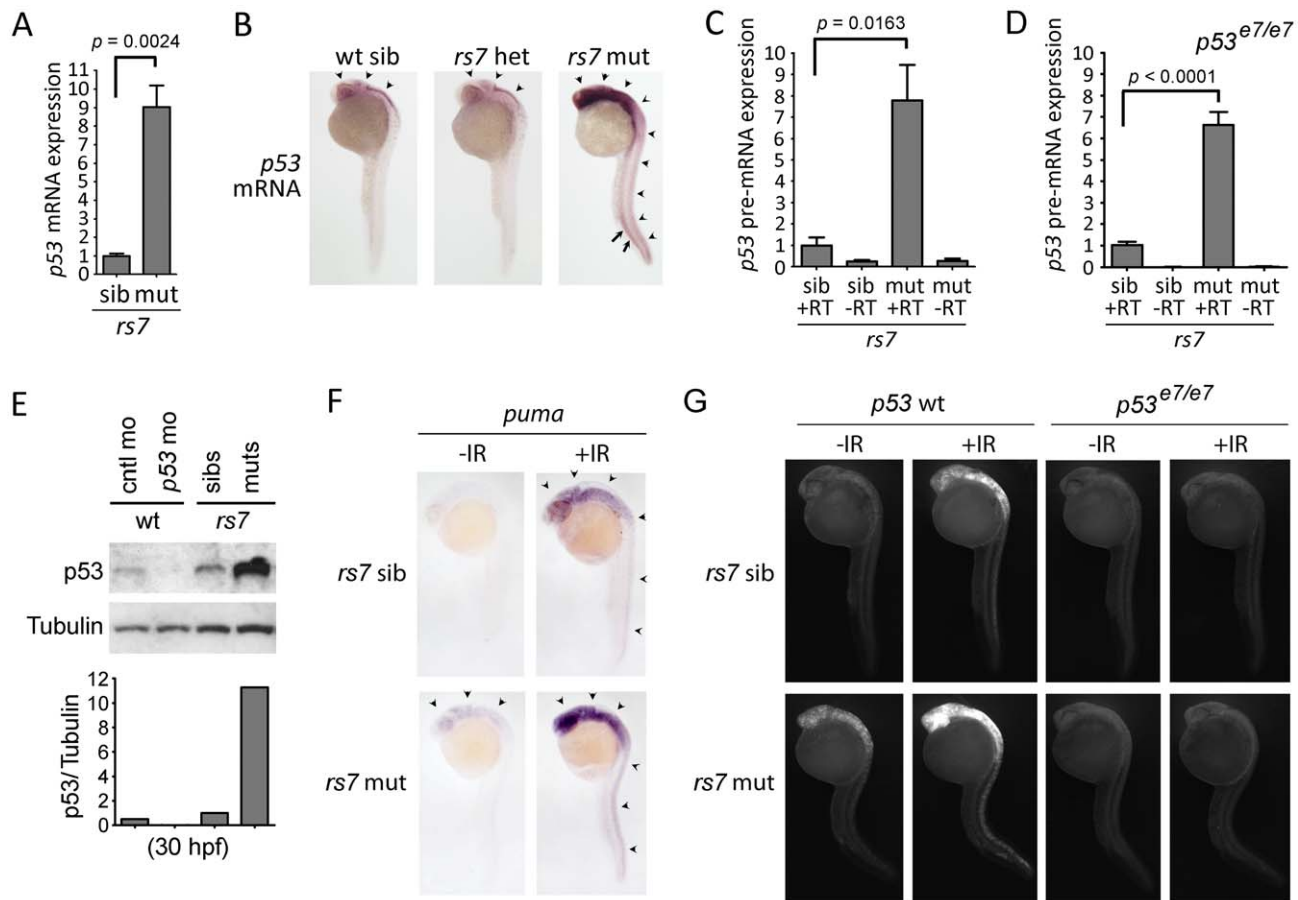 A
p = 0.0024
p53 mRNA expression
11
10
9
8
7
6
5
4
3
2
1
0
sib mut
rs7
B
wt sib
rs7 het
rs7 mut
p53
mRNA
C
p = 0.0163
p53 pre-mRNA expression
10
9
8
7
6
5
4
3
2
1
0
sib sib mut mut
+RT -RT +RT -RT
rs7
D
p53 e7/e7
p < 0.0001
p53 pre-mRNA expression
10
9
8
7
6
5
4
3
2
1
0
sib sib mut mut
+RT -RT +RT -RT
rs7
E
cntl mo
p53 mo
sibs
muts
wt
rs7
p53
Tubulin
p53/Tubulin
12
10
8
6
4
2
0
(30 hpf)
F
puma
-IR
+IR
rs7 sib
rs7 mut
G
p53 wt
p53 e7/e7
-IR
+IR
-IR
+IR
rs7 sib
rs7 mut